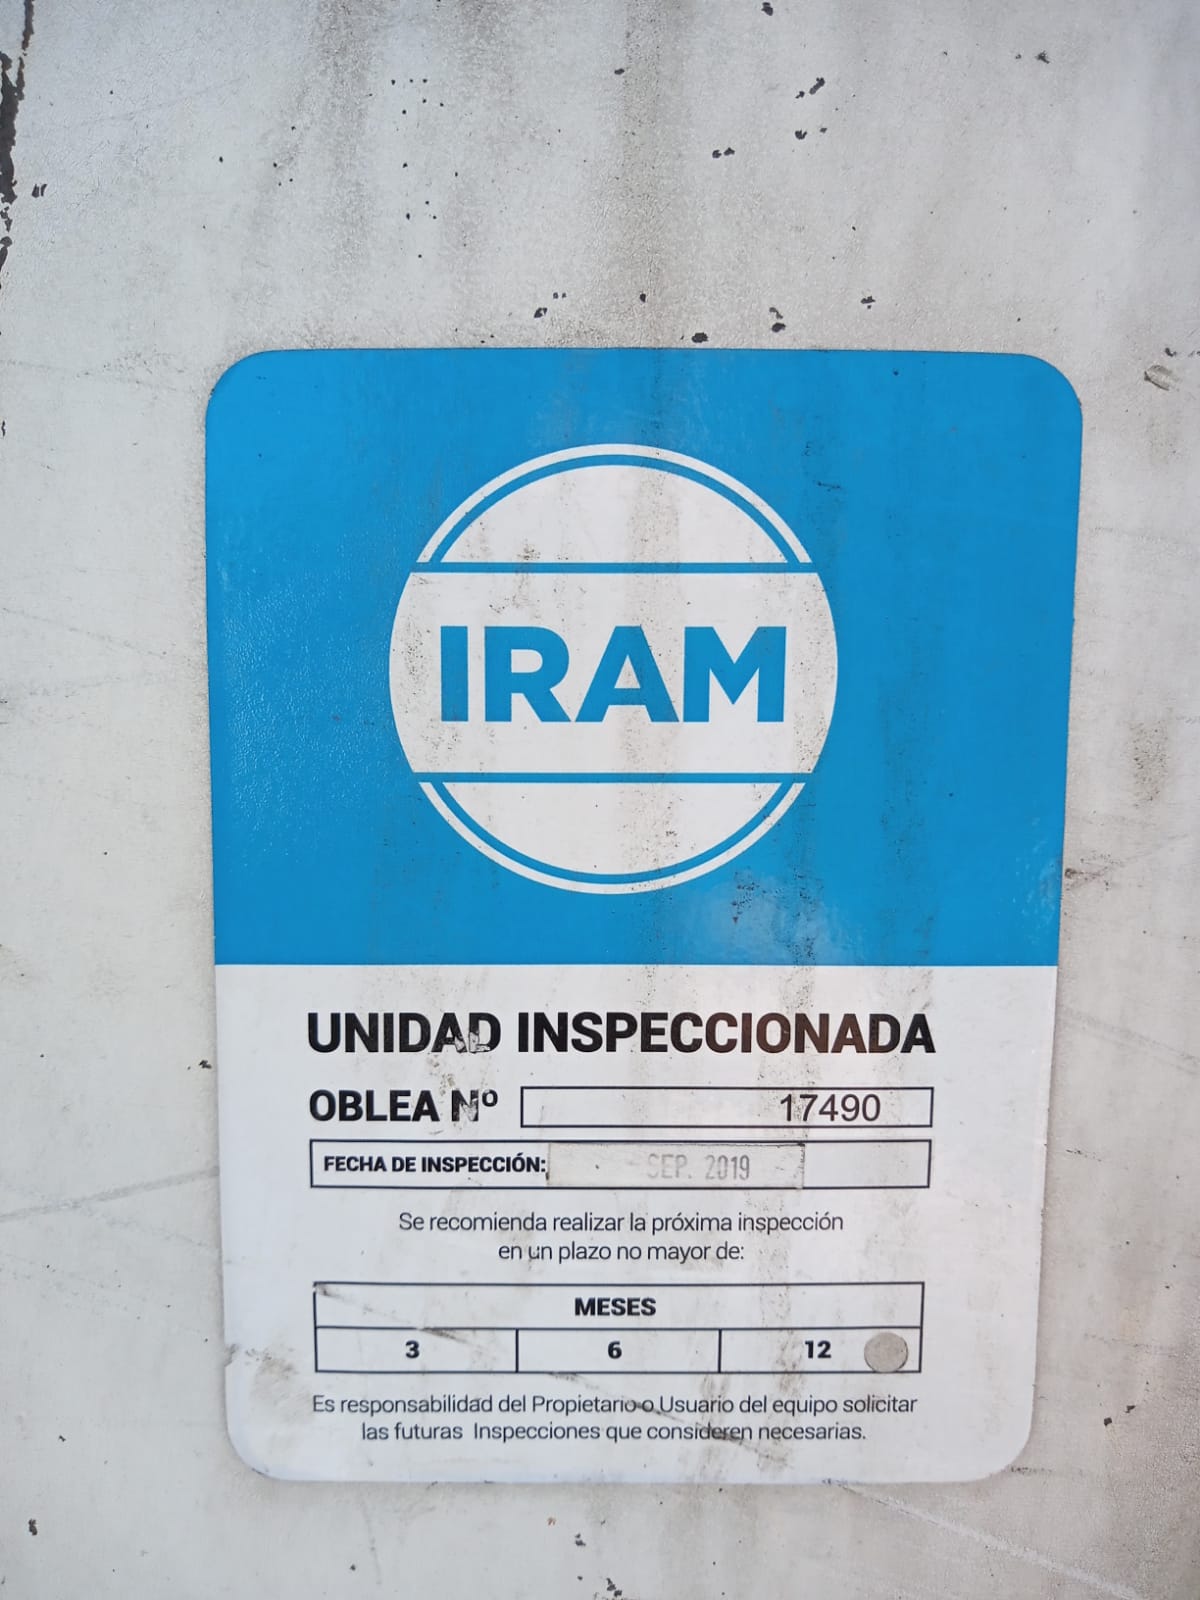 IRAM
UNIDAD INSPECCIONADA
OBLEA Nº 17490
FECHA DE INSPECCIÓN: SEP. 2019
Se recomienda realizar la próxima inspección
en un plazo no mayor de:
MESES
3 6 12
Es responsabilidad del Propietario o Usuario del equipo solicitar
las futuras Inspecciones que consideren necesarias.